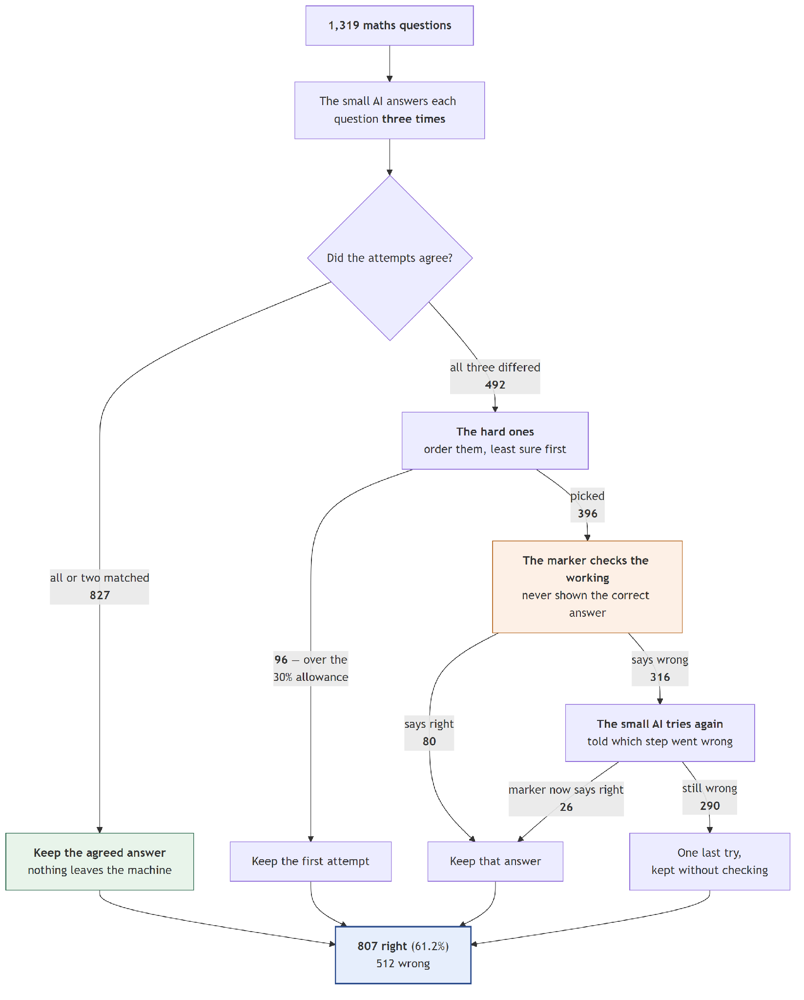 1,319 maths questions
The small AI answers each
question three times
Did the attempts agree?
all three differed
492
The hard ones
order them, least sure first
picked
396
The marker checks the
working
never shown the correct
answer
all or two matched
827
96 — over the
30% allowance
says wrong
316
says right
80
The small AI tries again
told which step went wrong
marker now says right
26
still wrong
290
Keep the agreed answer
nothing leaves the machine
Keep the first attempt
Keep that answer
One last try,
kept without checking
807 right (61.2%)
512 wrong